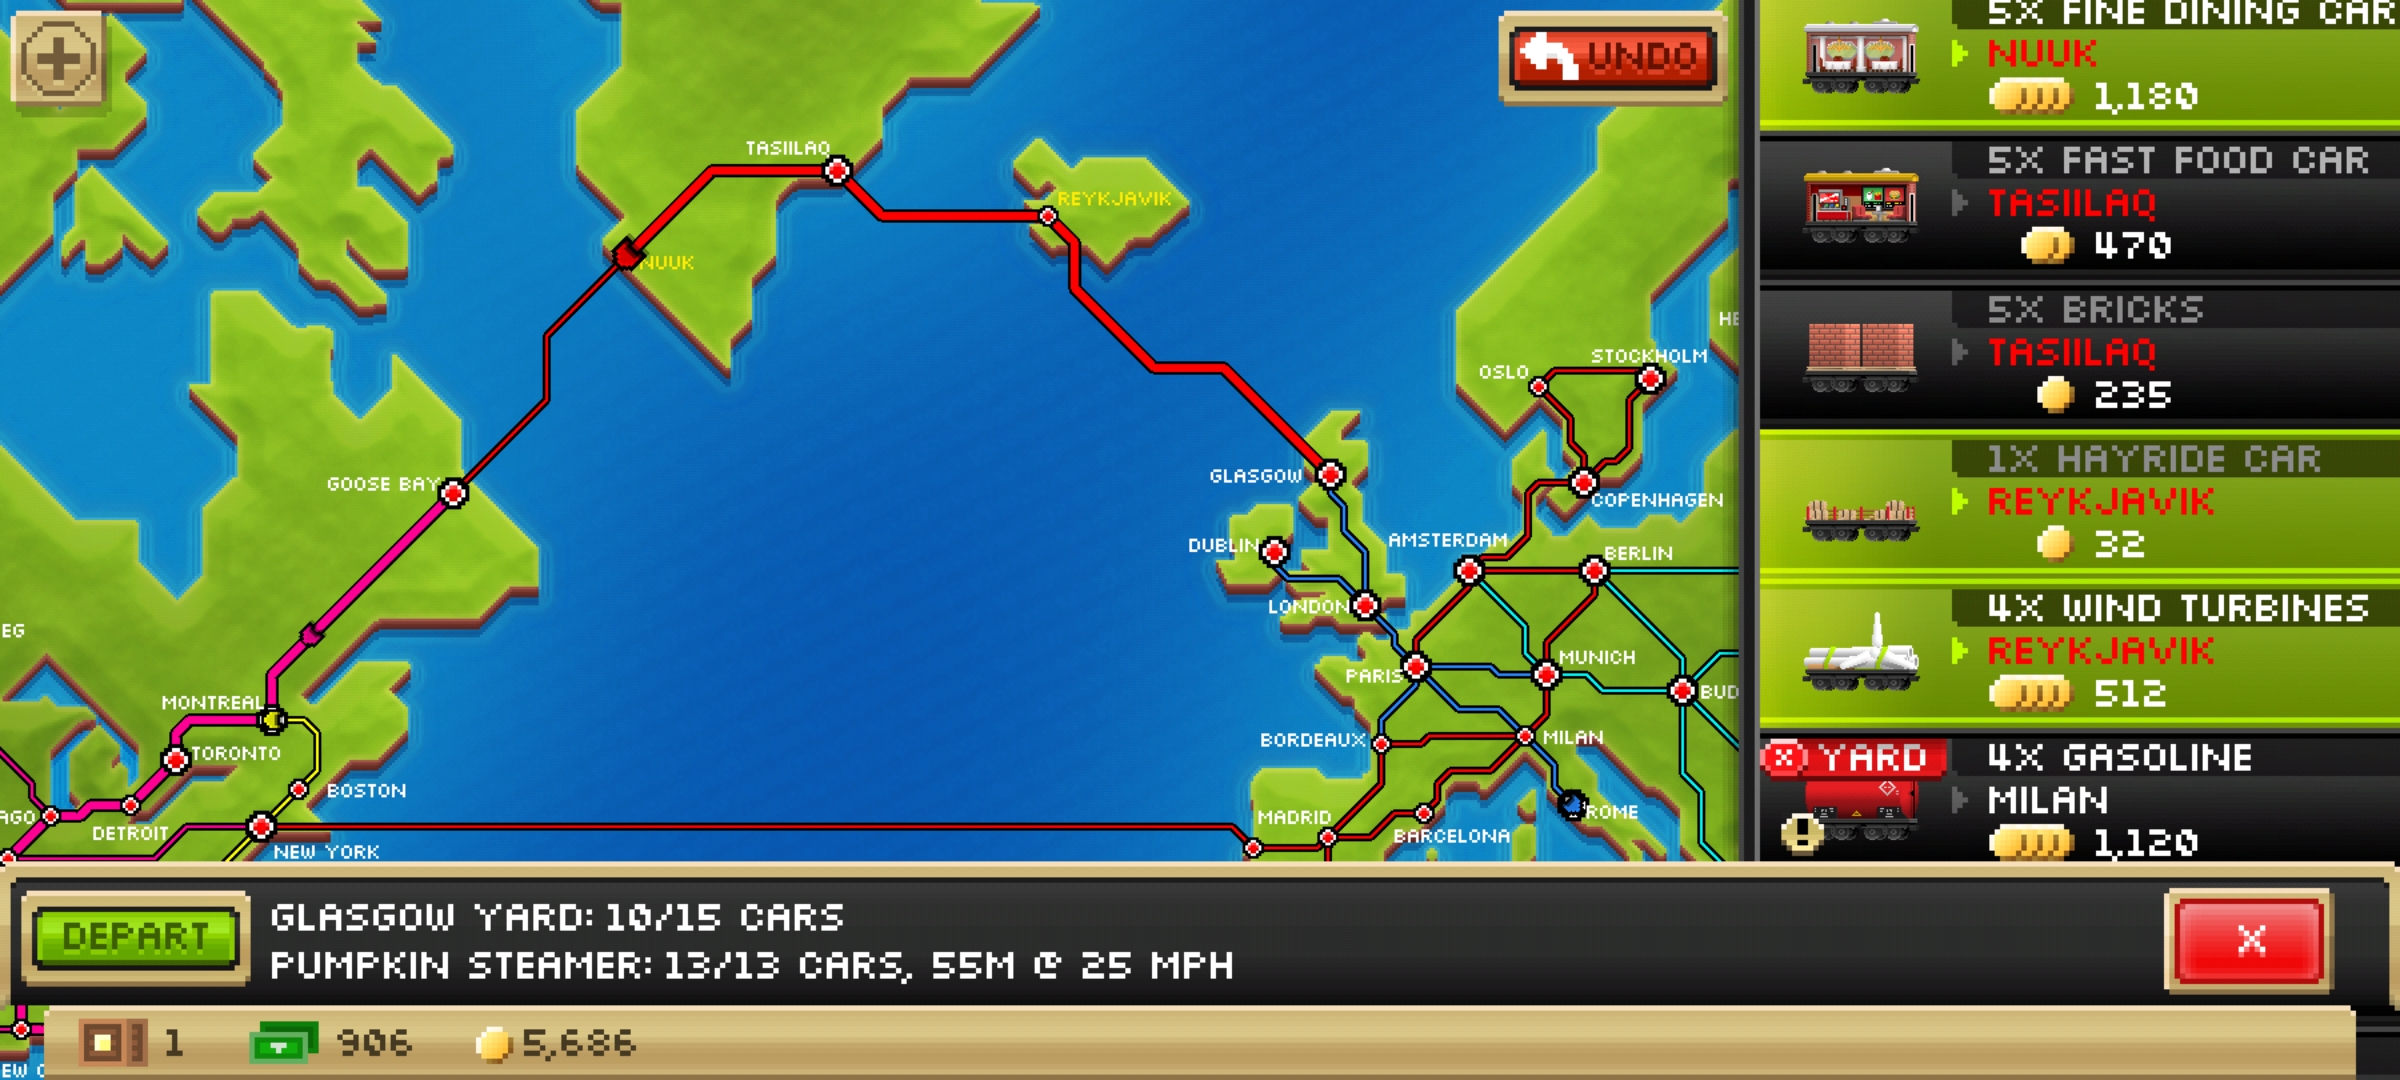 UNDO
TASIILAQ
REYKJAVIK
NUUK
HE
STOCKHOLM
OSLO
GOOSE BAY
GLASGOW
COPENHAGEN
DUBLIN
AMSTERDAM
BERLIN
LONDON
EG
MUNICH
PARIS
BUD
MONTREAL
TORONTO
BORDEAUX
MILAN
BOSTON
AGO
DETROIT
MADRID
ROME
BARCELONA
NEW YORK
5X FINE DINING CAR
NUUK
1,180
5X FAST FOOD CAR
TASIILAQ
470
5X BRICKS
TASIILAQ
235
1X HAYRIDE CAR
REYKJAVIK
32
4X WIND TURBINES
REYKJAVIK
512
X YARD
4X GASOLINE
MILAN
1,120
DEPART
GLASGOW YARD: 10/15 CARS
PUMPKIN STEAMER: 13/13 CARS, 55M @ 25 MPH
X
1
906
5,686
EW